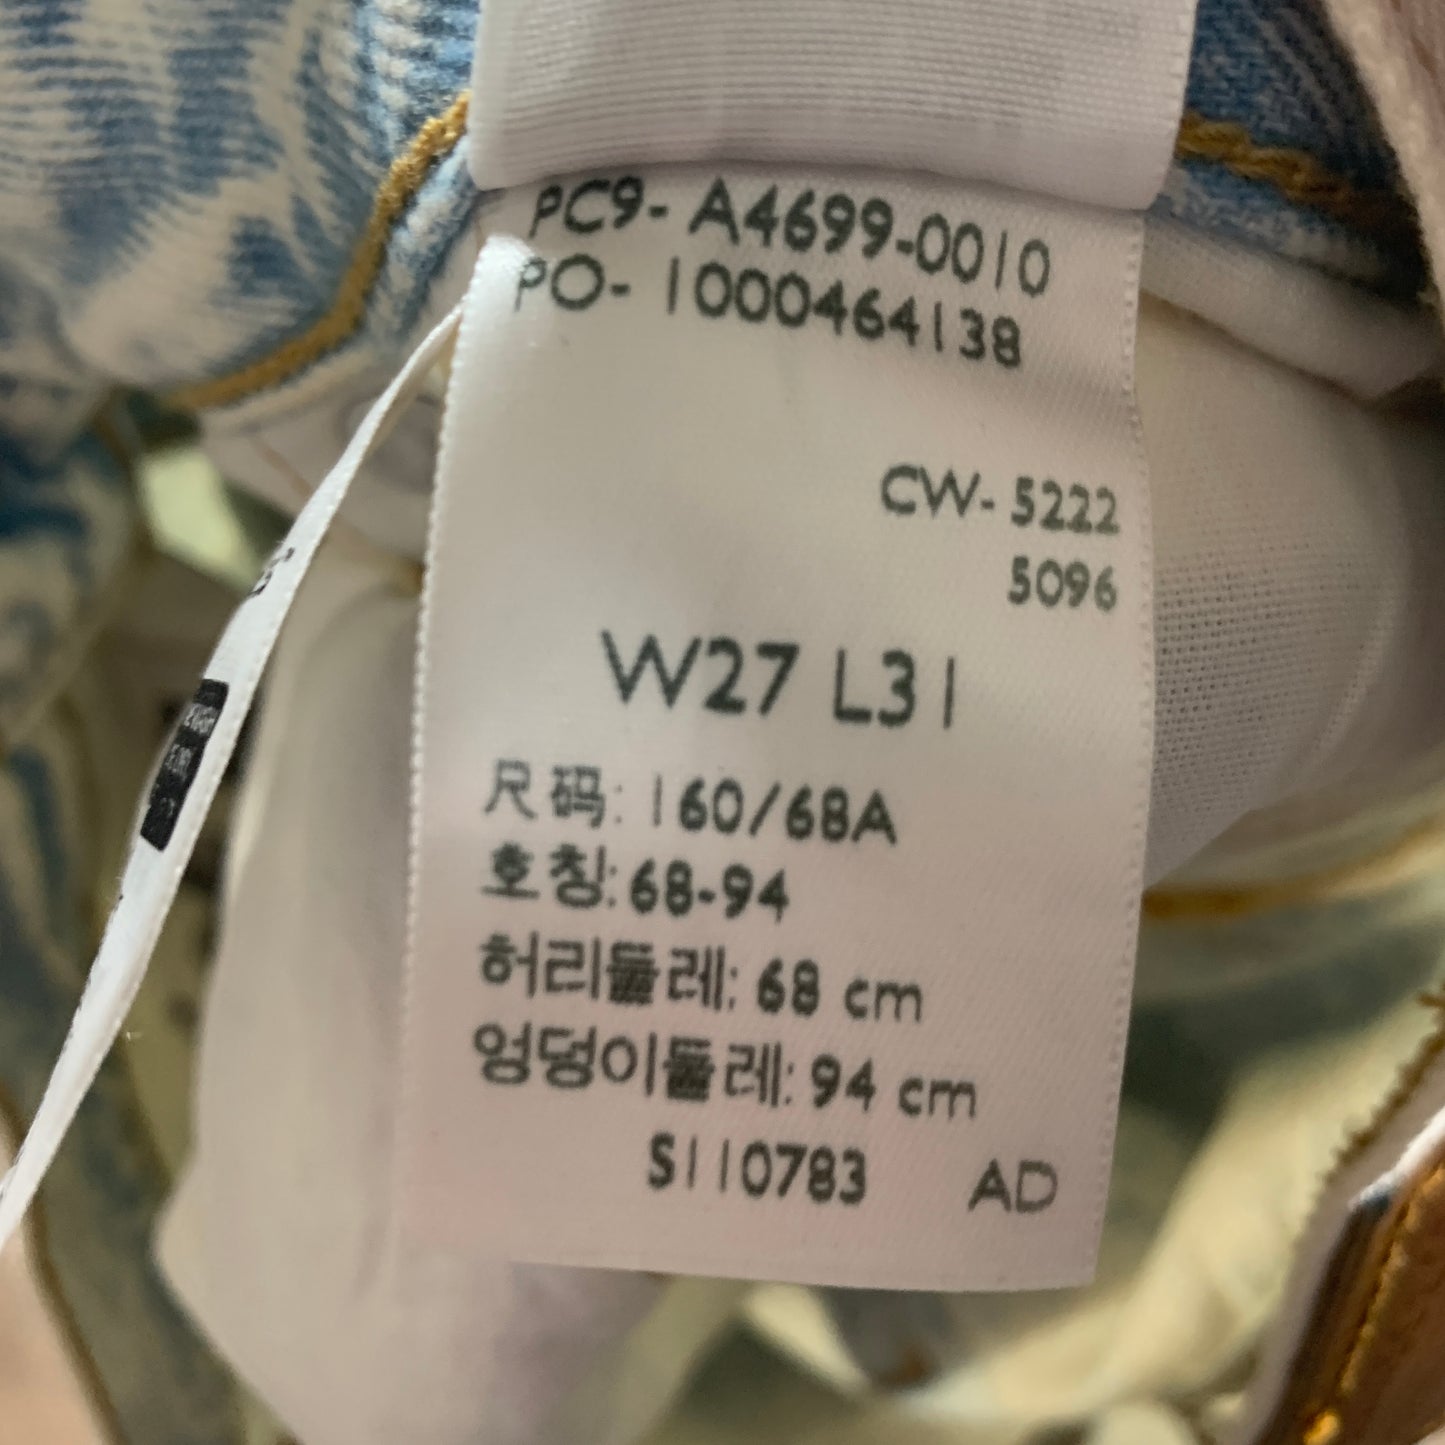 PC9- A4699-0010
PO- 1000464138
CW- 5222
5096
W27 L31
尺码: 160/68A
호칭: 68-94
허리둘레: 68 cm
엉덩이둘레: 94 cm
S110783 AD